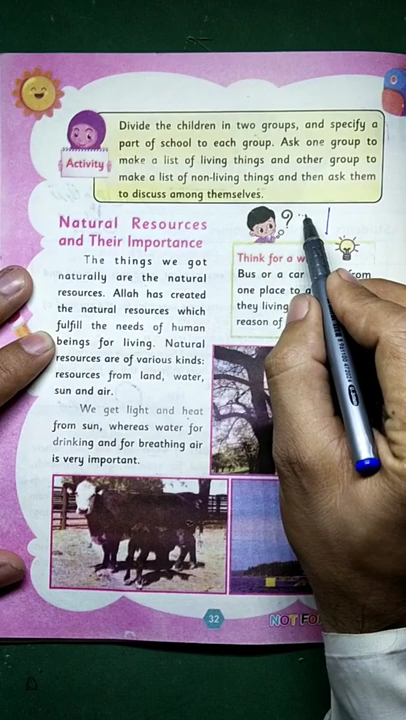 Divide the children in two groups, and specify a
part of school to each group. Ask one group to
make a list of living things and other group to
make a list of non-living things and then ask them
to discuss among themselves.
Activity
Natural Resources
and Their Importance
The things we got
naturally are the natural
resources. Allah has created
the natural resources which
fulfill the needs of human
beings for living. Natural
resources are of various kinds:
resources from land, water,
sun and air.
We get light and heat
from sun, whereas water for
drinking and for breathing air
is very important.
?
Think for a
Bus or a car from
one place to
they living
reason of
32
NOT